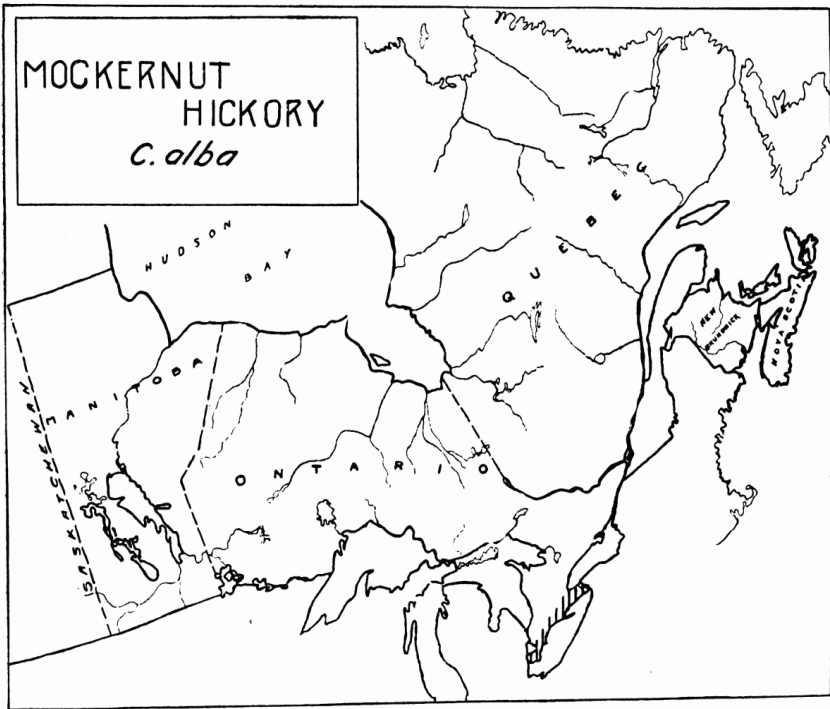 MOCKERNUT
HICKORY
C. alba
HUDSON
BAY
QUEBEC
NEW
BRUNSWICK
NOVA SCOTIA
MANITOBA
SASKATCHEWAN
ONTARIO